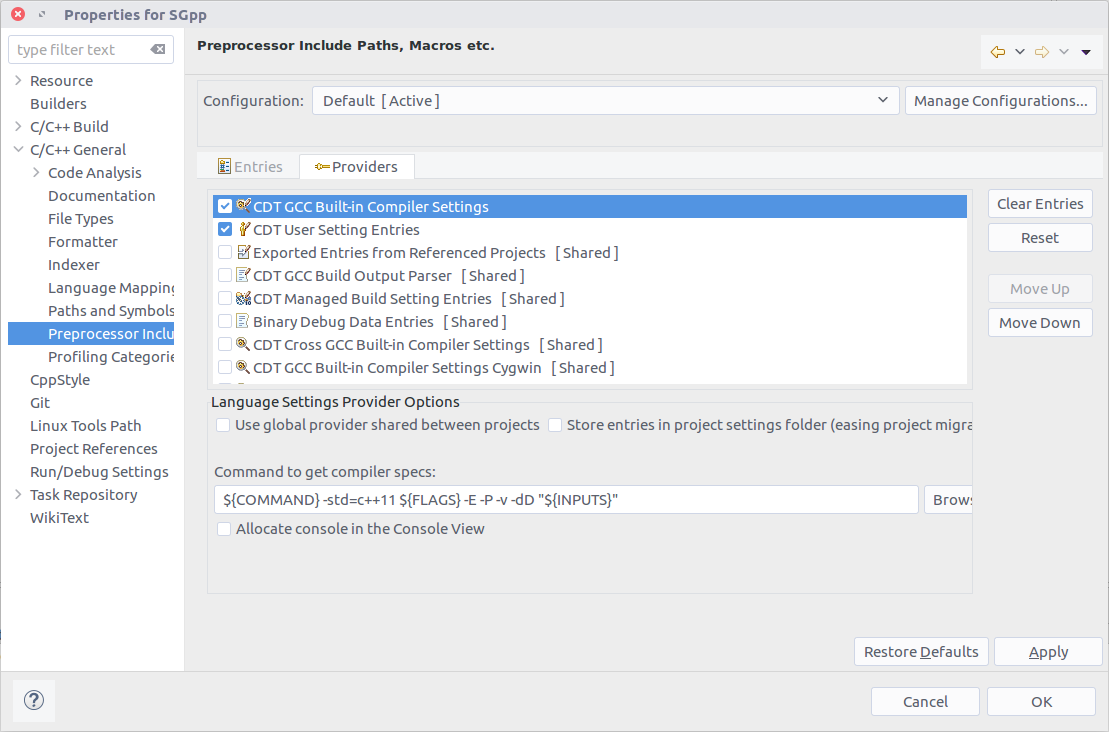 Properties for SGpp
type filter text
Resource
Builders
C/C++ Build
C/C++ General
Code Analysis
Documentation
File Types
Formatter
Indexer
Language Mapping
Paths and Symbols
Preprocessor Inclu
Profiling Categorie
CppStyle
Git
Linux Tools Path
Project References
Run/Debug Settings
Task Repository
WikiText
Preprocessor Include Paths, Macros etc.
Configuration: Default [ Active ] Manage Configurations...
Entries Providers
CDT GCC Built-in Compiler Settings
CDT User Setting Entries
Exported Entries from Referenced Projects [ Shared ]
CDT GCC Build Output Parser [ Shared ]
CDT Managed Build Setting Entries [ Shared ]
Binary Debug Data Entries [ Shared ]
CDT Cross GCC Built-in Compiler Settings [ Shared ]
CDT GCC Built-in Compiler Settings Cygwin [ Shared ]
Clear Entries
Reset
Move Up
Move Down
Language Settings Provider Options
Use global provider shared between projects Store entries in project settings folder (easing project migra
Command to get compiler specs:
${COMMAND} -std=c++11 ${FLAGS} -E -P -v -dD "${INPUTS}" Brows
Allocate console in the Console View
Restore Defaults Apply
? Cancel OK